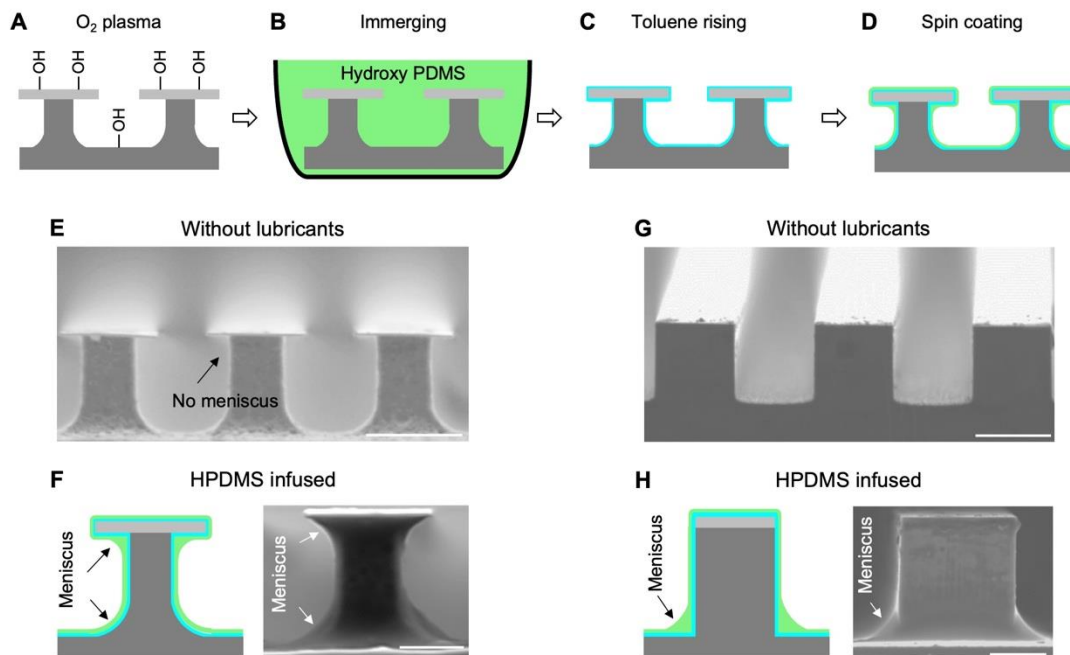 A
O₂ plasma
B
Immerging
C
Toluene rising
D
Spin coating
OH
OH
OH
OH
OH
Hydroxy PDMS
E
Without lubricants
G
Without lubricants
No meniscus
F
HPDMS infused
H
HPDMS infused
Meniscus
Meniscus
Meniscus
Meniscus